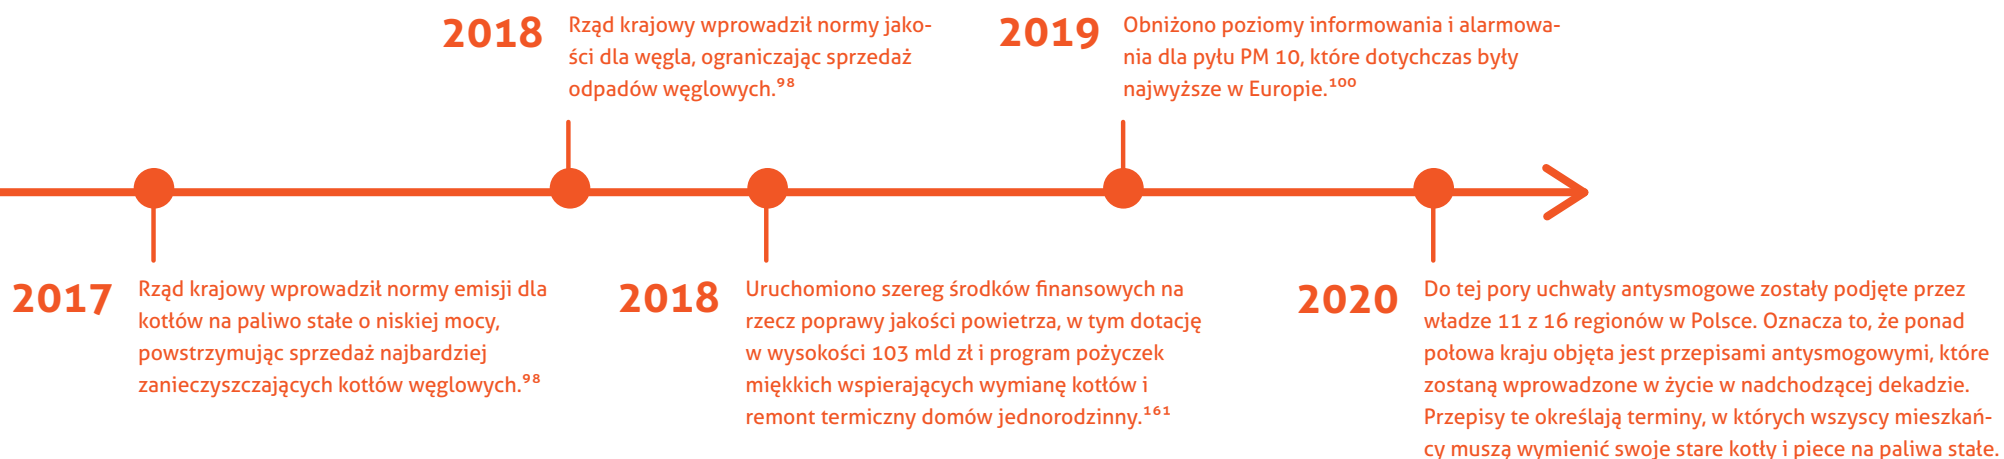 2017
Rząd krajowy wprowadził normy emisji dla
kotłów na paliwo stałe o niskiej mocy,
powstrzymując sprzedaż najbardziej
zanieczyszczających kotłów węglowych.⁹⁸
2018
Rząd krajowy wprowadził normy jako-
ści dla węgla, ograniczając sprzedaż
odpadów węglowych.⁹⁸
2018
Uruchomiono szereg środków finansowych na
rzecz poprawy jakości powietrza, w tym dotację
w wysokości 103 mld zł i program pożyczek
miękkich wspierających wymianę kotłów i
remont termiczny domów jednorodzinny.¹⁶¹
2019
Obniżono poziomy informowania i alarmowa-
nia dla pyłu PM 10, które dotychczas były
najwyższe w Europie.¹⁰⁰
2020
Do tej pory uchwały antysmogowe zostały podjęte przez
władze 11 z 16 regionów w Polsce. Oznacza to, że ponad
połowa kraju objęta jest przepisami antysmogowymi, które
zostaną wprowadzone w życie w nadchodzącej dekadzie.
Przepisy te określają terminy, w których wszyscy mieszkań-
cy muszą wymienić swoje stare kotły i piece na paliwa stałe.